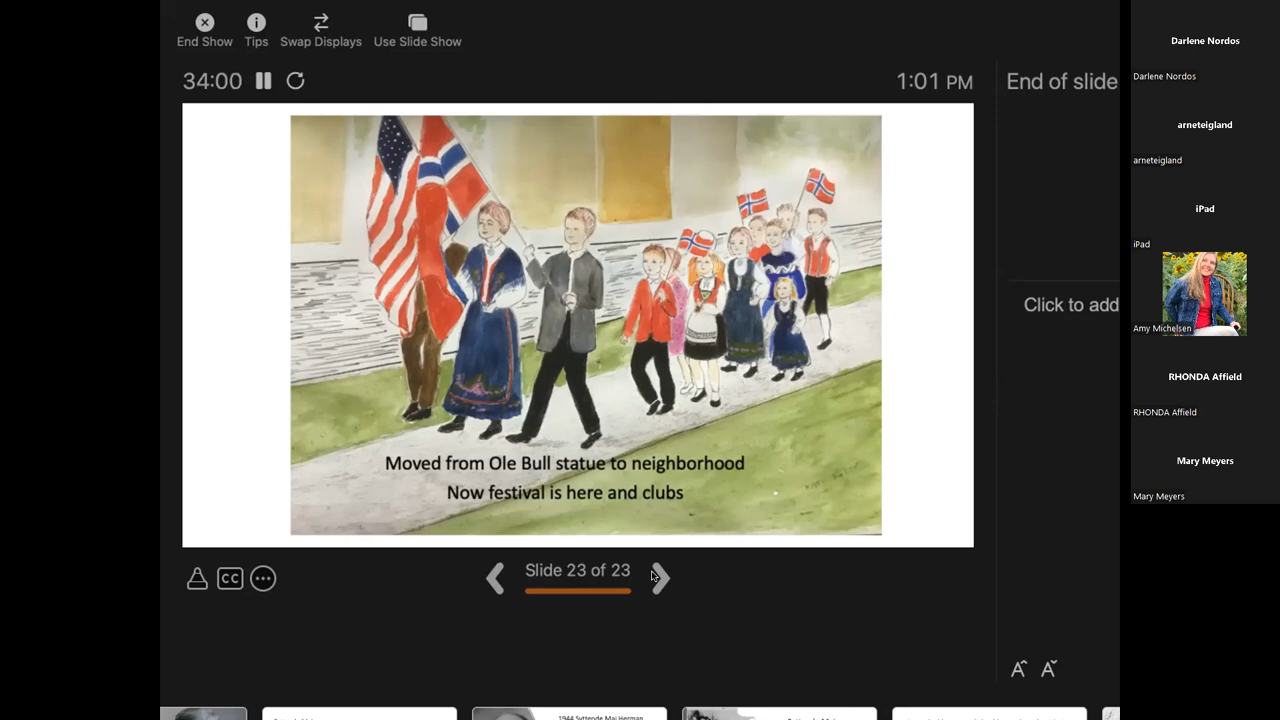 End Show
Tips
Swap Displays
Use Slide Show
34:00
1:01 PM
End of slide
Moved from Ole Bull statue to neighborhood
Now festival is here and clubs
CC
Slide 23 of 23
Click to add
A A
1944 Syttende Mai Herman
Darlene Nordos
Darlene Nordos
arneteigland
arneteigland
iPad
iPad
Amy Michelsen
RHONDA Affield
RHONDA Affield
Mary Meyers
Mary Meyers